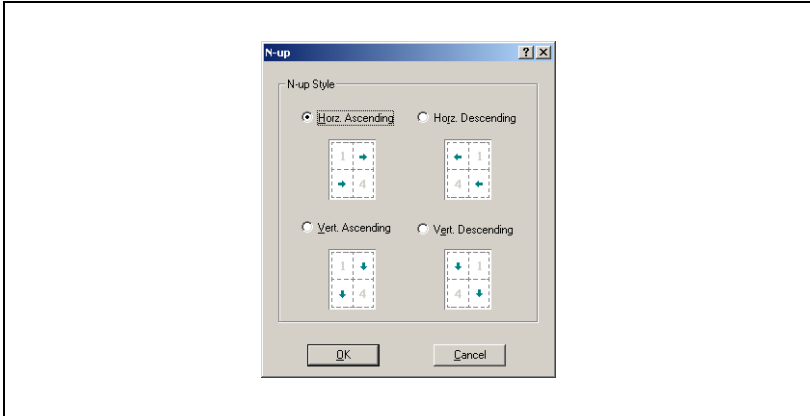 N-up
N-up Style
Horz. Ascending Horz. Descending
1 1
4 4
Vert. Ascending Vert. Descending
1 1
4 4
OK Cancel